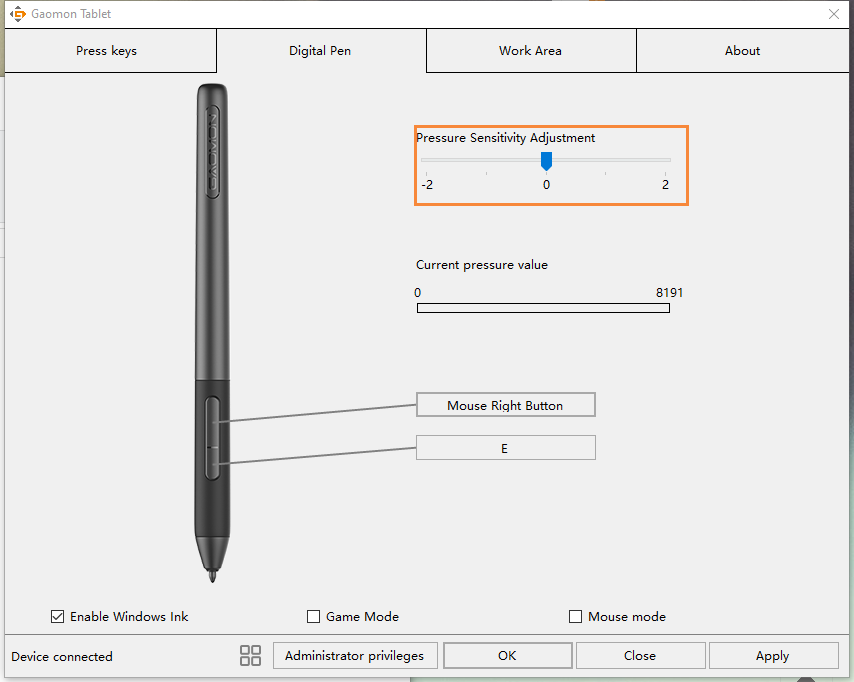 Gaomon Tablet
Press keys
Digital Pen
Work Area
About
GAOMON
Pressure Sensitivity Adjustment
-2 0 2
Current pressure value
0 8191
Mouse Right Button
E
Enable Windows Ink
Game Mode
Mouse mode
Device connected
Administrator privileges
OK
Close
Apply